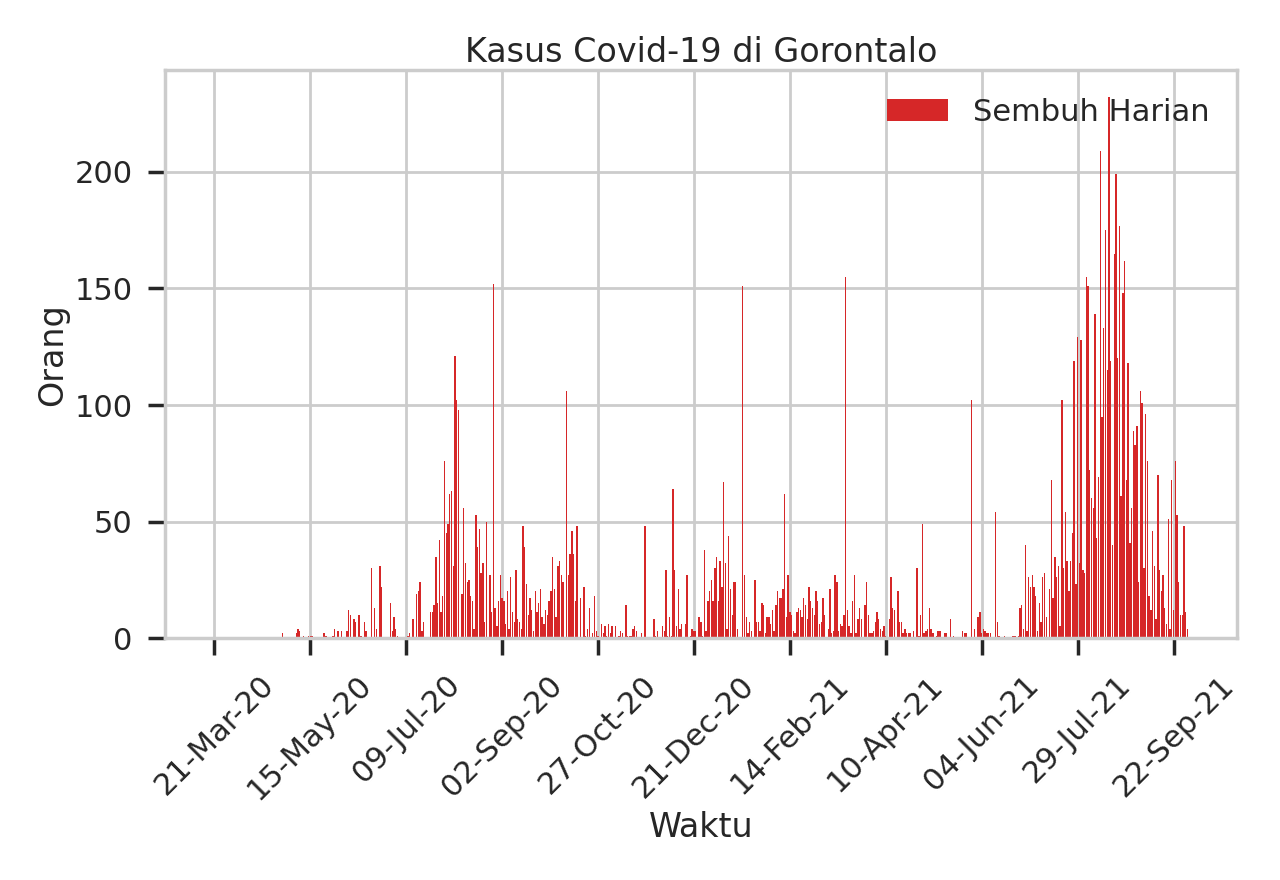 Kasus Covid-19 di Gorontalo
Sembuh Harian
Orang
200
150
100
50
0
21-Mar-20
15-May-20
09-Jul-20
02-Sep-20
27-Oct-20
21-Dec-20
14-Feb-21
10-Apr-21
04-Jun-21
29-Jul-21
22-Sep-21
Waktu